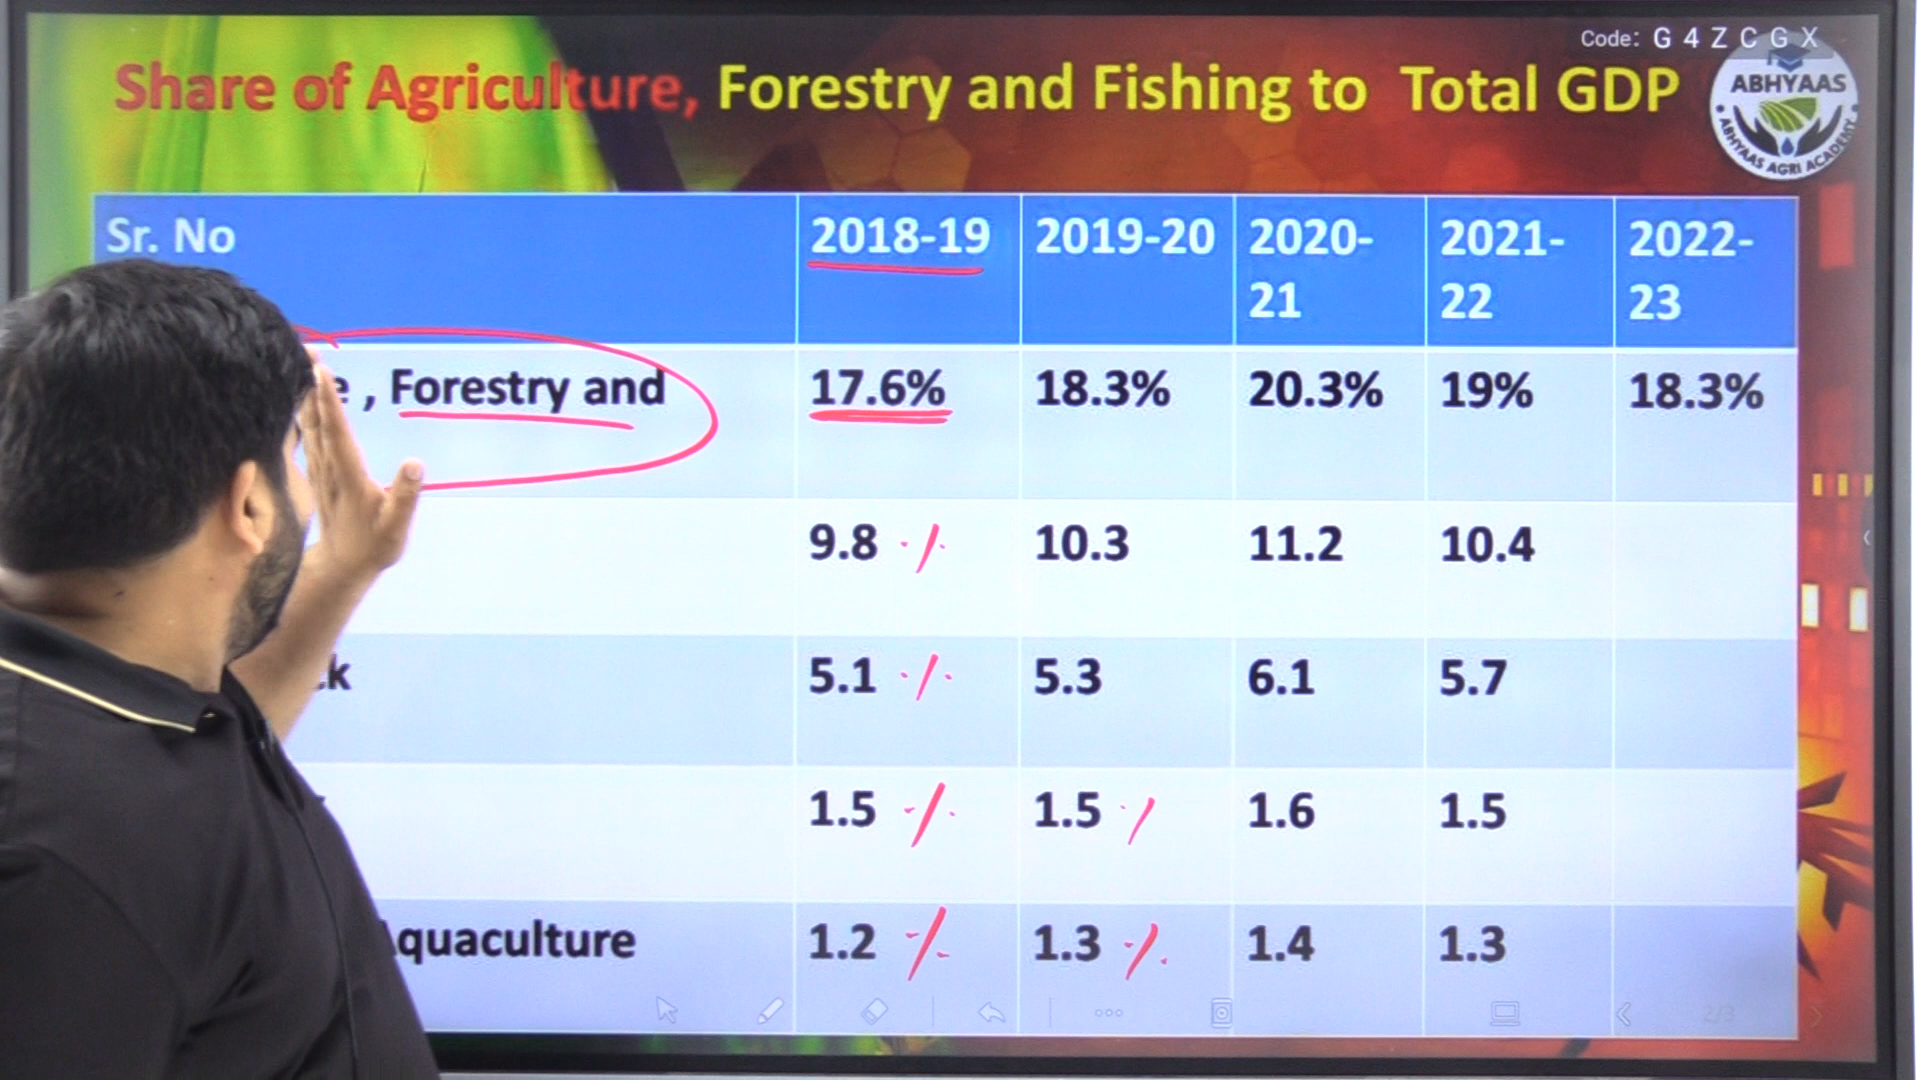 Code: G 4 Z C G X
Share of Agriculture, Forestry and Fishing to Total GDP
ABHYAAS
ABHYAAS AGRI ACADEMY
Sr. No 2018-19 2019-20 2020-21 2021-22 2022-23
, Forestry and 17.6% 18.3% 20.3% 19% 18.3%
9.8 % 10.3 11.2 10.4
5.1 % 5.3 6.1 5.7
1.5 % 1.5 % 1.6 1.5
Aquaculture 1.2 % 1.3 % 1.4 1.3
2/3